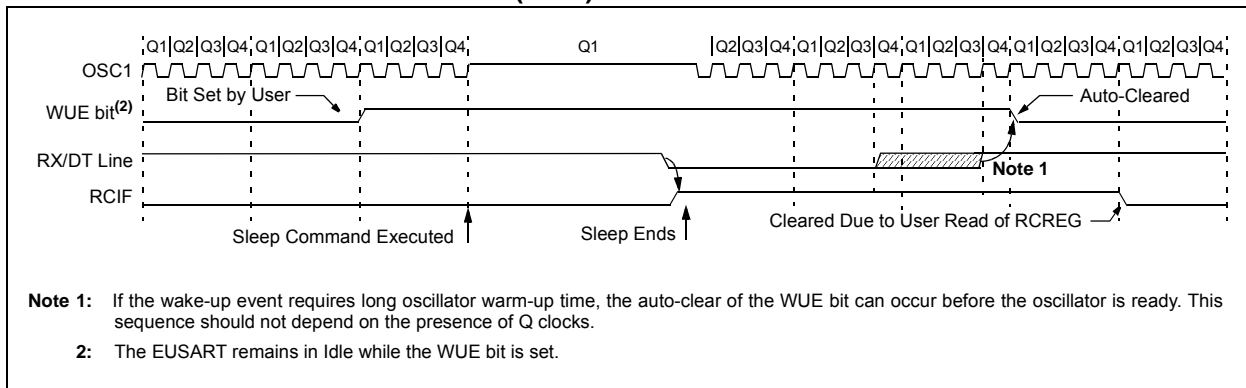 Q1 Q2 Q3 Q4 Q1 Q2 Q3 Q4 Q1 Q2 Q3 Q4 Q1 Q2 Q3 Q4 Q1 Q2 Q3 Q4 Q1 Q2 Q3 Q4 Q1 Q2 Q3 Q4 Q1 Q2 Q3 Q4
OSC1
Bit Set by User
Auto-Cleared
WUE bit(2)
RX/DT Line
Note 1
RCIF
Sleep Command Executed
Sleep Ends
Cleared Due to User Read of RCREG
Note 1: If the wake-up event requires long oscillator warm-up time, the auto-clear of the WUE bit can occur before the oscillator is ready. This
sequence should not depend on the presence of Q clocks.
2: The EUSART remains in Idle while the WUE bit is set.